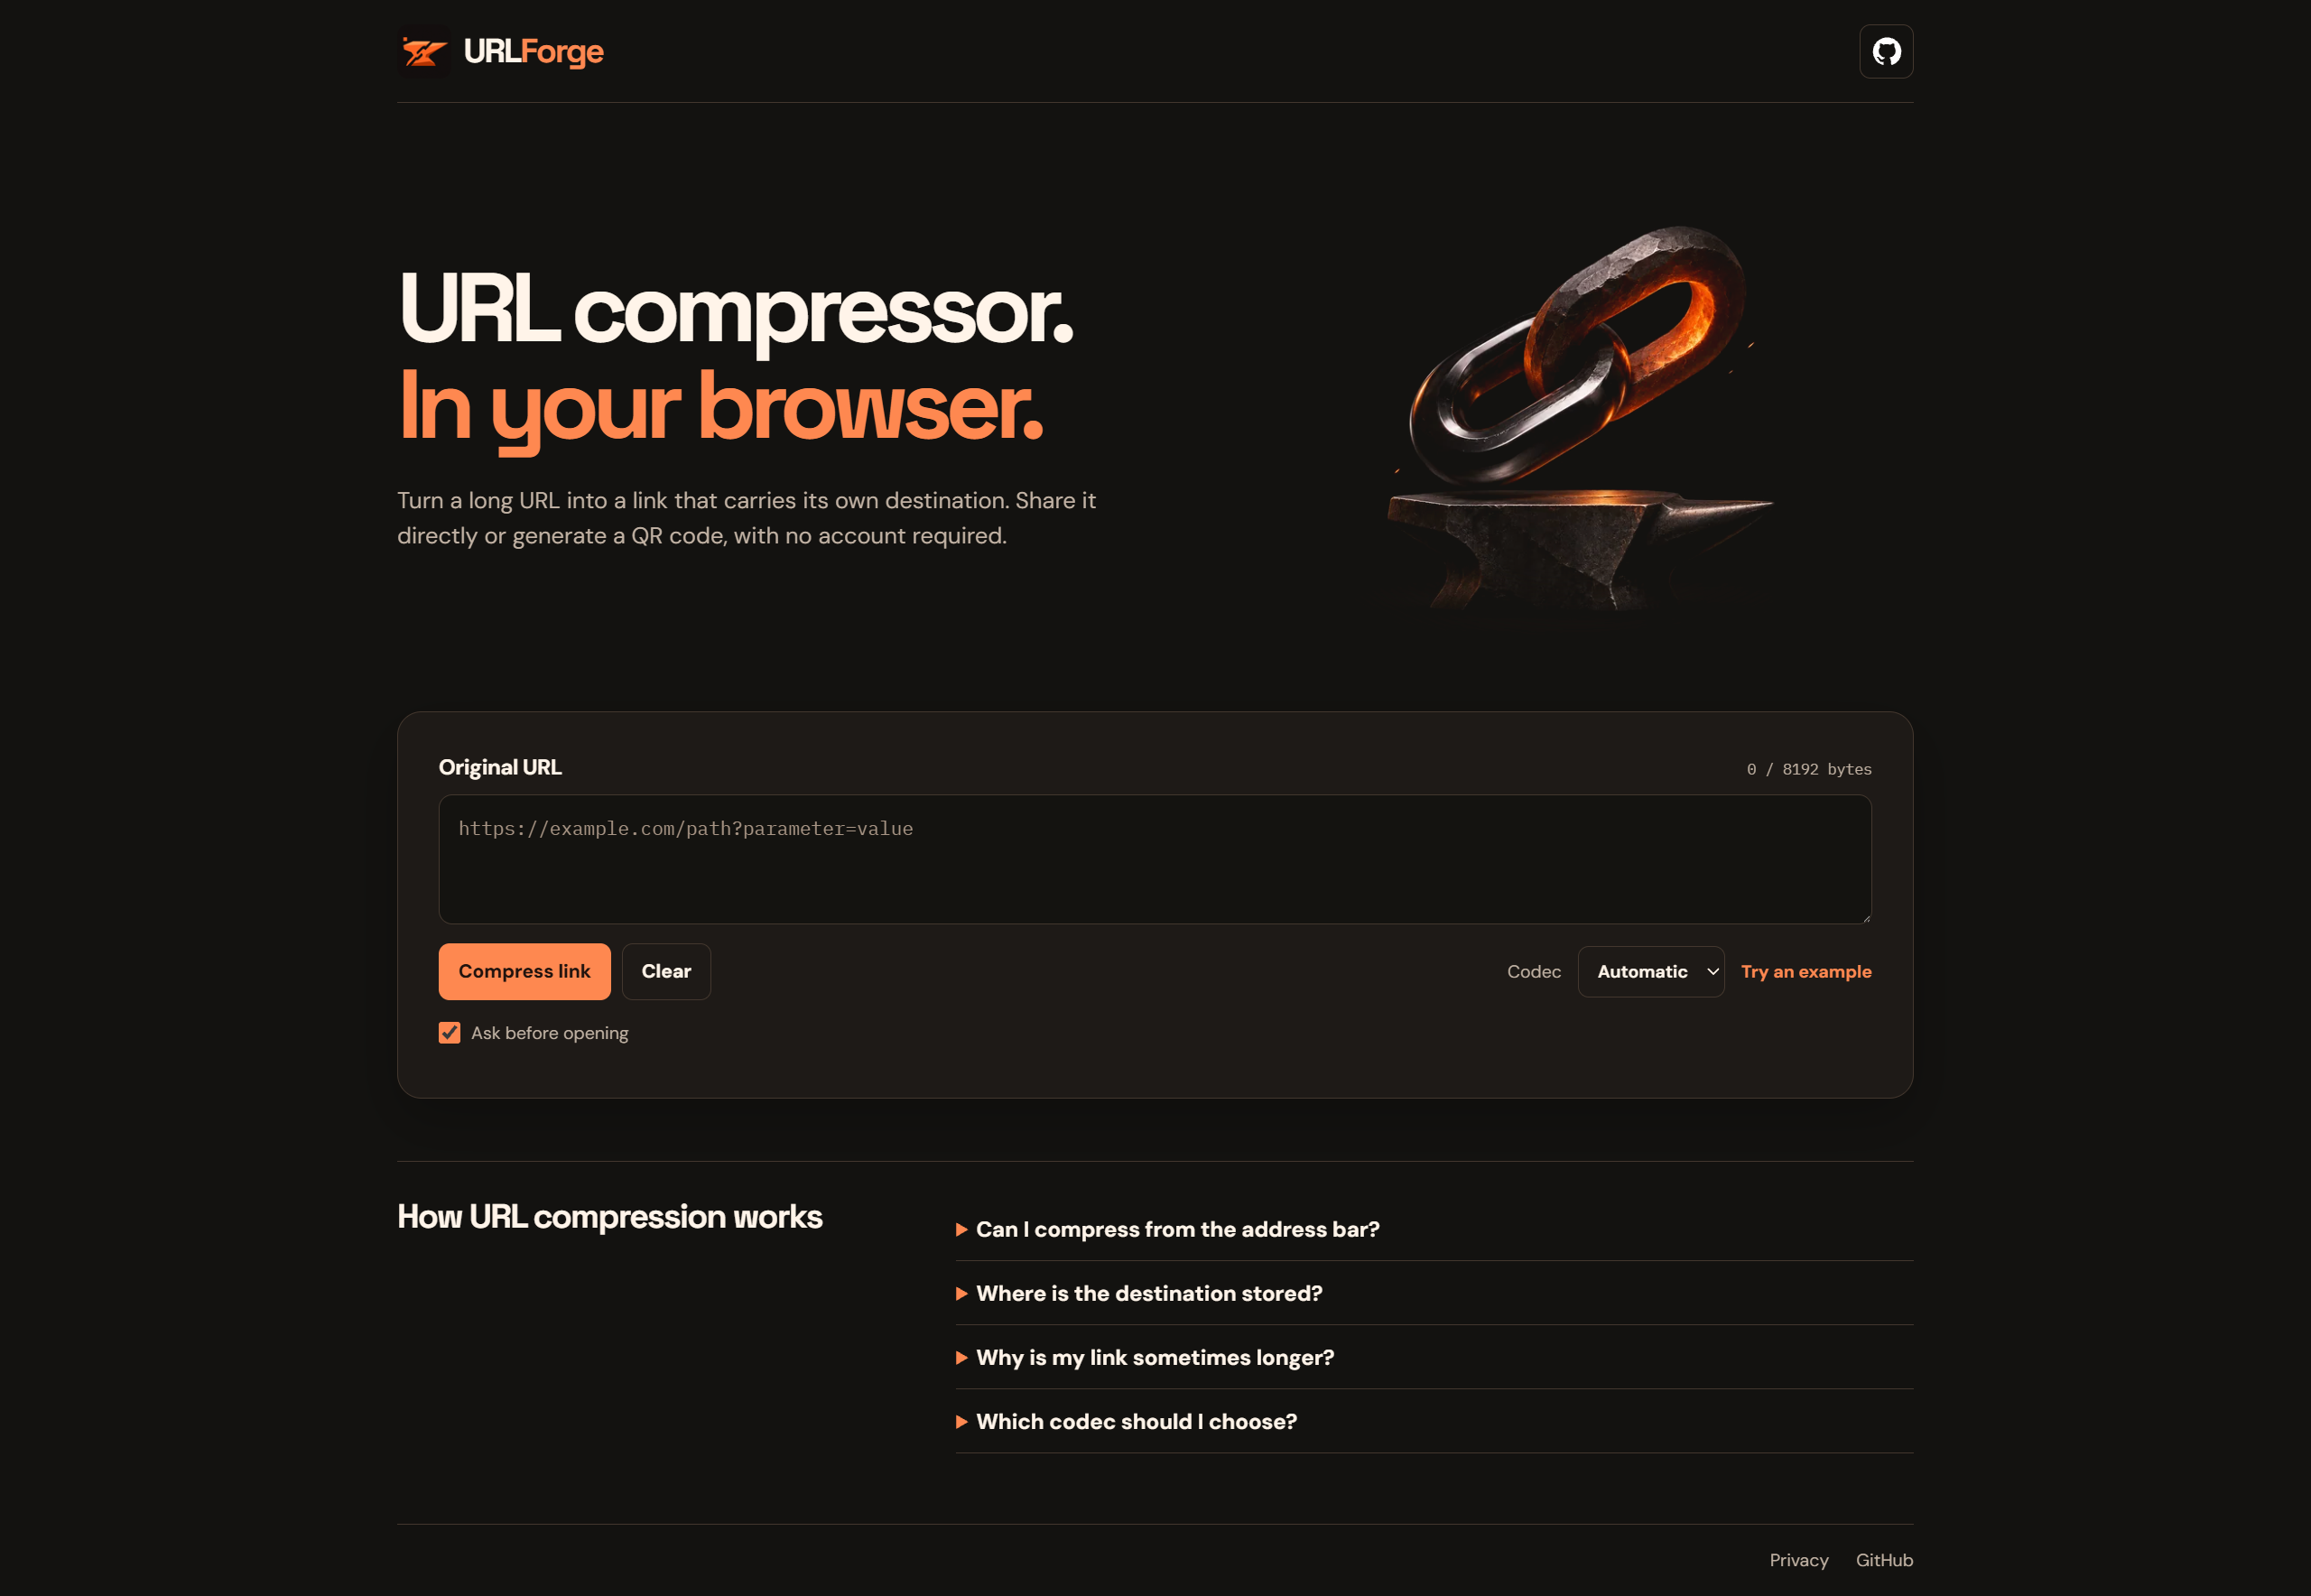 URLForge
URL compressor.
In your browser.
Turn a long URL into a link that carries its own destination. Share it
directly or generate a QR code, with no account required.
Original URL
0 / 8192 bytes
https://example.com/path?parameter=value
Compress link
Clear
Codec
Automatic
Try an example
Ask before opening
How URL compression works
Can I compress from the address bar?
Where is the destination stored?
Why is my link sometimes longer?
Which codec should I choose?
Privacy
GitHub